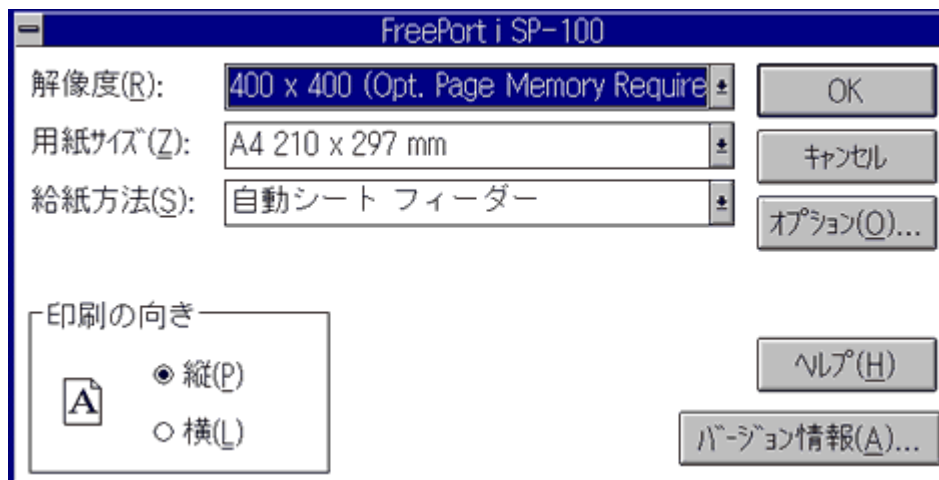 FreePort i SP-100
解像度(R):
400 x 400 (Opt. Page Memory Require
OK
用紙ｻｲｽﾞ(Z):
A4 210 x 297 mm
ｷｬﾝｾﾙ
給紙方法(S):
自動シート フィーダー
ｵﾌﾟｼｮﾝ(O)...
印刷の向き
A
縦(P)
横(L)
ﾍﾙﾌﾟ(H)
ﾊﾞｰｼﾞｮﾝ情報(A)...